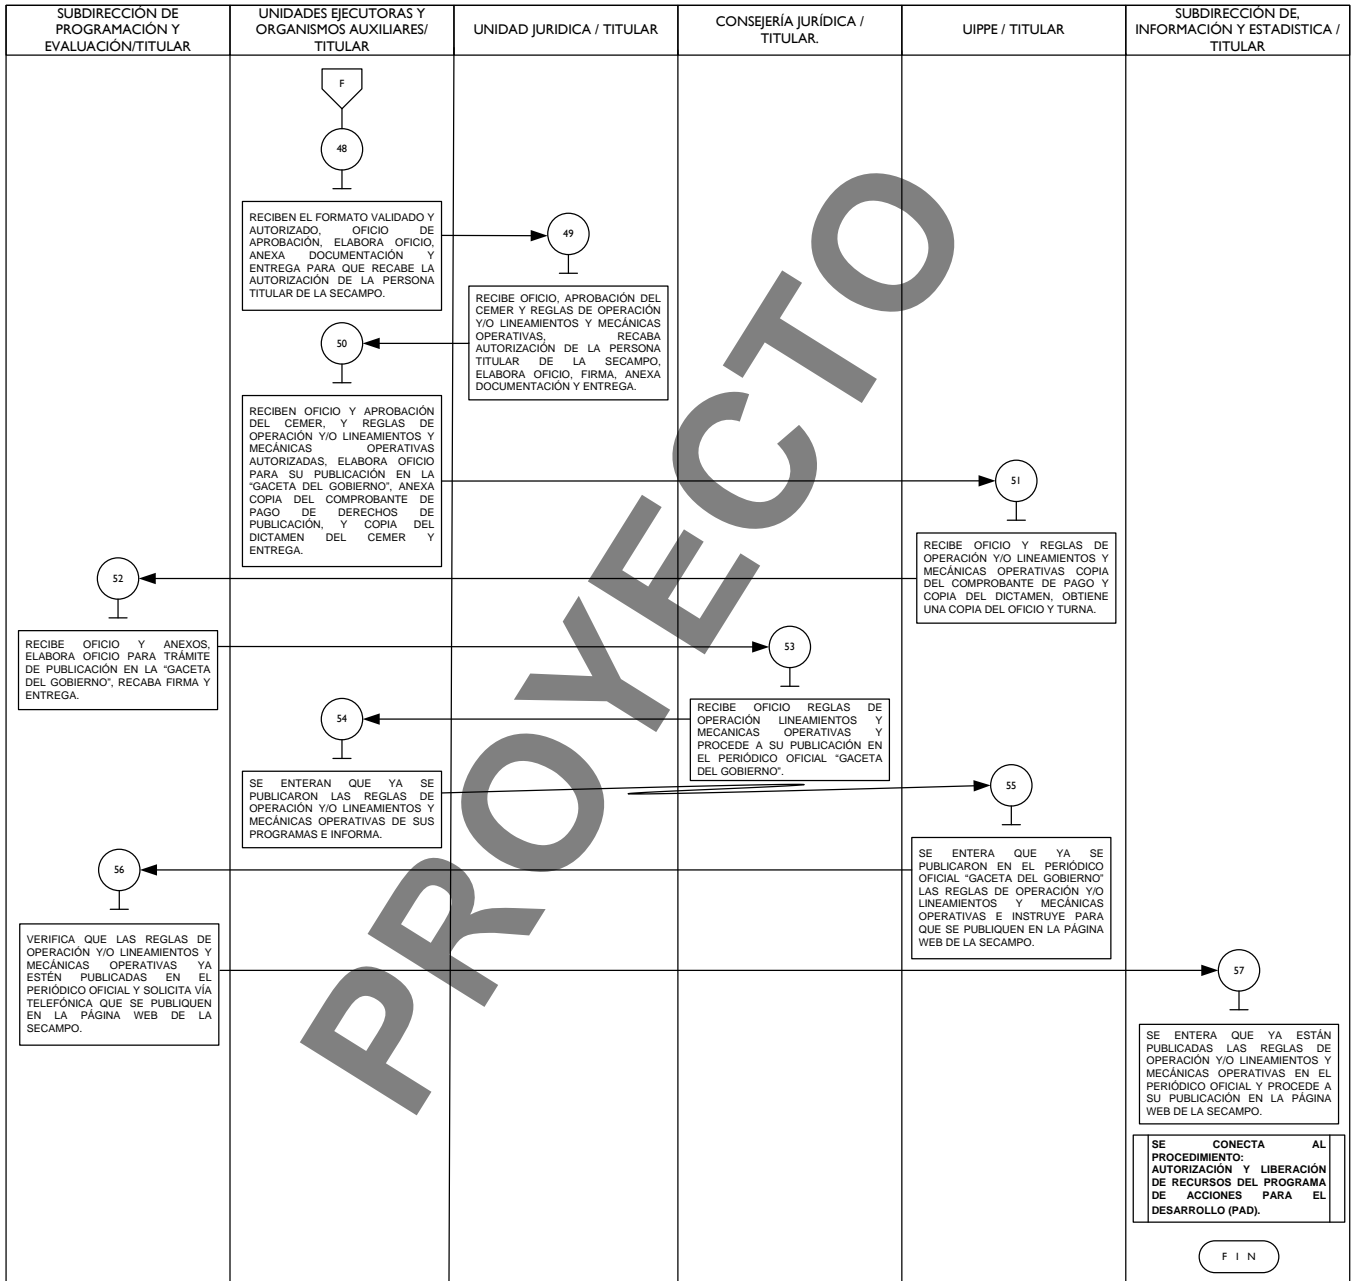 SUBDIRECCIÓN DE
PROGRAMACIÓN Y
EVALUACIÓN/TITULAR
UNIDADES EJECUTORAS Y
ORGANISMOS AUXILIARES/
TITULAR
UNIDAD JURIDICA / TITULAR
CONSEJERÍA JURÍDICA /
TITULAR.
UIPPE / TITULAR
SUBDIRECCIÓN DE,
INFORMACIÓN Y ESTADISTICA /
TITULAR
F
48
RECIBEN EL FORMATO VALIDADO Y
AUTORIZADO, OFICIO DE
APROBACIÓN, ELABORA OFICIO,
ANEXA DOCUMENTACIÓN Y
ENTREGA PARA QUE RECABE LA
AUTORIZACIÓN DE LA PERSONA
TITULAR DE LA SECAMPO.
49
RECIBE OFICIO, APROBACIÓN DEL
CEMER Y REGLAS DE OPERACIÓN
Y/O LINEAMIENTOS Y MECÁNICAS
OPERATIVAS, RECABA
AUTORIZACIÓN DE LA PERSONA
TITULAR DE LA SECAMPO,
ELABORA OFICIO, FIRMA, ANEXA
DOCUMENTACIÓN Y ENTREGA.
50
RECIBEN OFICIO Y APROBACIÓN
DEL CEMER, Y REGLAS DE
OPERACIÓN Y/O LINEAMIENTOS Y
MECÁNICAS OPERATIVAS
AUTORIZADAS, ELABORA OFICIO
PARA SU PUBLICACIÓN EN LA
“GACETA DEL GOBIERNO”, ANEXA
COPIA DEL COMPROBANTE DE
PAGO DE DERECHOS DE
PUBLICACIÓN, Y COPIA DEL
DICTAMEN DEL CEMER Y
ENTREGA.
51
RECIBE OFICIO Y REGLAS DE
OPERACIÓN Y/O LINEAMIENTOS Y
MECÁNICAS OPERATIVAS COPIA
DEL COMPROBANTE DE PAGO Y
COPIA DEL DICTAMEN, OBTIENE
UNA COPIA DEL OFICIO Y TURNA.
52
RECIBE OFICIO Y ANEXOS,
ELABORA OFICIO PARA TRÁMITE
DE PUBLICACIÓN EN LA “GACETA
DEL GOBIERNO”, RECABA FIRMA Y
ENTREGA.
53
RECIBE OFICIO REGLAS DE
OPERACIÓN LINEAMIENTOS Y
MECANICAS OPERATIVAS Y
PROCEDE A SU PUBLICACIÓN EN
EL PERIÓDICO OFICIAL “GACETA
DEL GOBIERNO”.
54
SE ENTERAN QUE YA SE
PUBLICARON LAS REGLAS DE
OPERACIÓN Y/O LINEAMIENTOS Y
MECÁNICAS OPERATIVAS DE SUS
PROGRAMAS E INFORMA.
55
SE ENTERA QUE YA SE
PUBLICARON EN EL PERIÓDICO
OFICIAL “GACETA DEL GOBIERNO”
LAS REGLAS DE OPERACIÓN Y/O
LINEAMIENTOS Y MECÁNICAS
OPERATIVAS E INSTRUYE PARA
QUE SE PUBLIQUEN EN LA PÁGINA
WEB DE LA SECAMPO.
56
VERIFICA QUE LAS REGLAS DE
OPERACIÓN Y/O LINEAMIENTOS Y
MECÁNICAS OPERATIVAS YA
ESTÉN PUBLICADAS EN EL
PERIÓDICO OFICIAL Y SOLICITA VÍA
TELEFÓNICA QUE SE PUBLIQUEN
EN LA PÁGINA WEB DE LA
SECAMPO.
57
SE ENTERA QUE YA ESTÁN
PUBLICADAS LAS REGLAS DE
OPERACIÓN Y/O LINEAMIENTOS Y
MECÁNICAS OPERATIVAS EN EL
PERIÓDICO OFICIAL Y PROCEDE A
SU PUBLICACIÓN EN LA PÁGINA
WEB DE LA SECAMPO.
SE CONECTA AL
PROCEDIMIENTO:
AUTORIZACIÓN Y LIBERACIÓN
DE RECURSOS DEL PROGRAMA
DE ACCIONES PARA EL
DESARROLLO (PAD).
F I N
PROYECTO